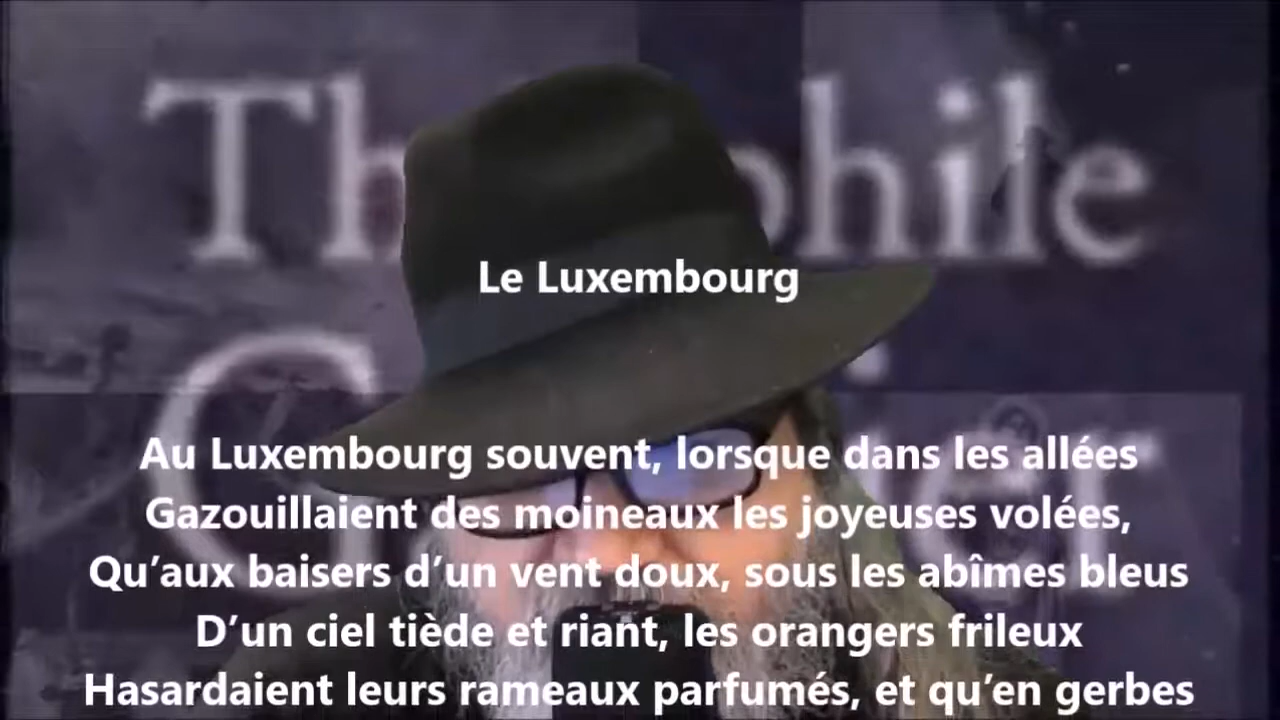 Théophile
Le Luxembourg
Gautier
Au Luxembourg souvent, lorsque dans les allées
Gazouillaient des moineaux les joyeuses volées,
Qu’aux baisers d’un vent doux, sous les abîmes bleus
D’un ciel tiède et riant, les orangers frileux
Hasardaient leurs rameaux parfumés, et qu’en gerbes